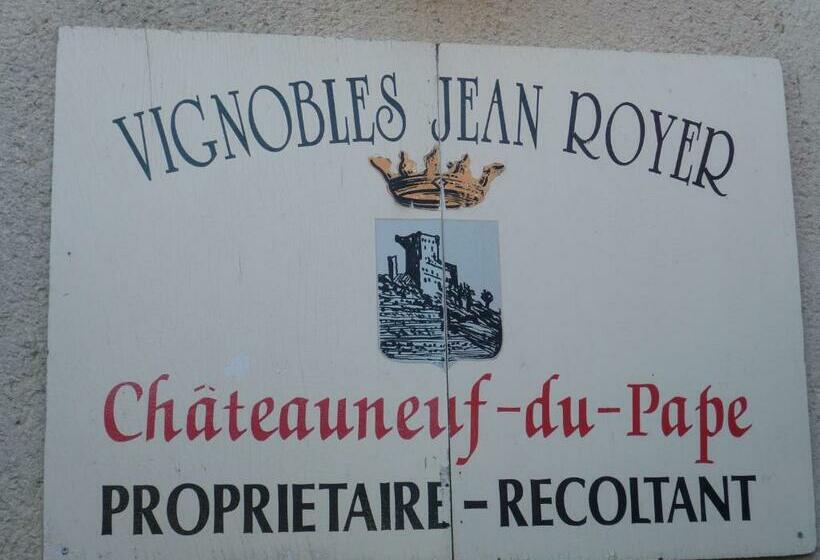 VIGNOBLES JEAN ROYER
Châteauneuf-du-Pape
PROPRIETAIRE-RECOLTANT